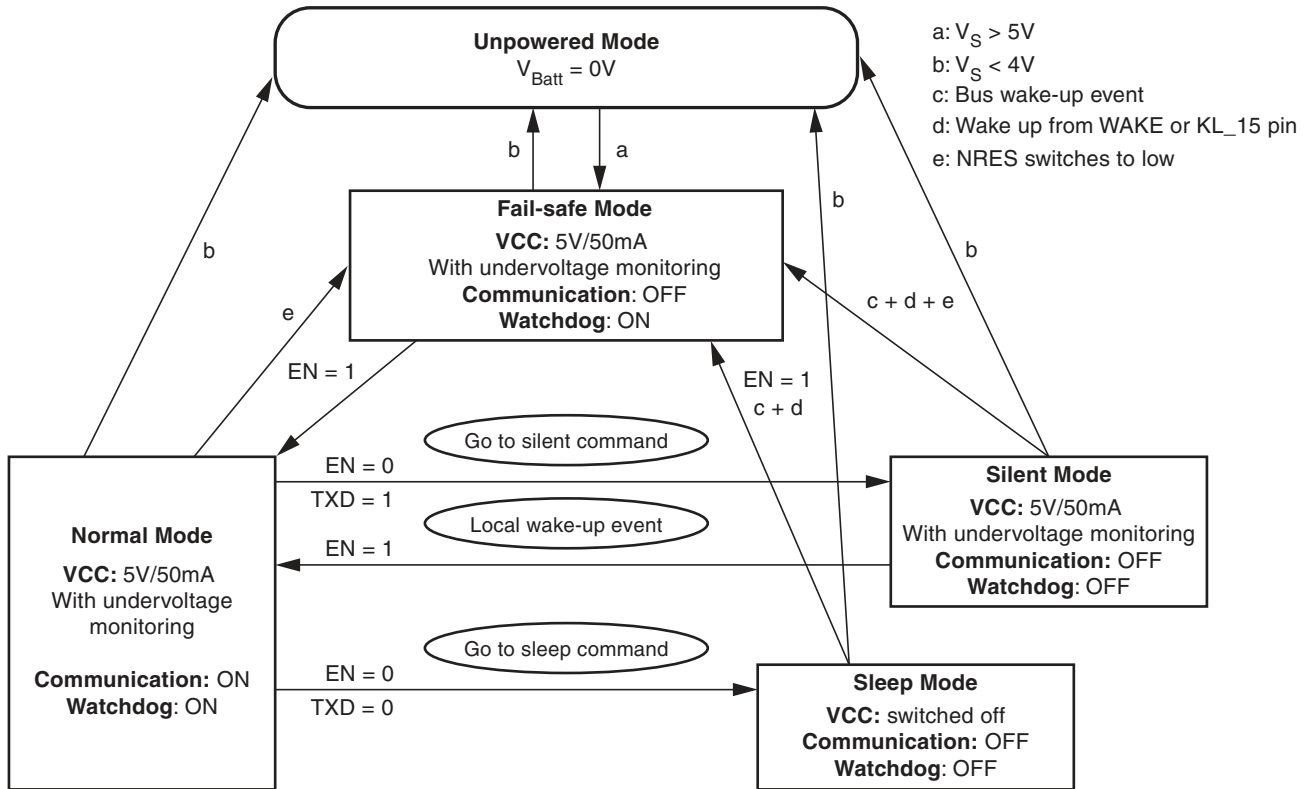 Unpowered Mode
V_Batt = 0V
a: V_S > 5V
b: V_S < 4V
c: Bus wake-up event
d: Wake up from WAKE or KL_15 pin
e: NRES switches to low
b
a
Fail-safe Mode
VCC: 5V/50mA
With undervoltage monitoring
Communication: OFF
Watchdog: ON
b
e
b
b
c + d + e
EN = 1
EN = 1
c + d
Go to silent command
EN = 0
TXD = 1
Local wake-up event
EN = 1
Silent Mode
VCC: 5V/50mA
With undervoltage monitoring
Communication: OFF
Watchdog: OFF
Normal Mode
VCC: 5V/50mA
With undervoltage
monitoring
Communication: ON
Watchdog: ON
Go to sleep command
EN = 0
TXD = 0
Sleep Mode
VCC: switched off
Communication: OFF
Watchdog: OFF